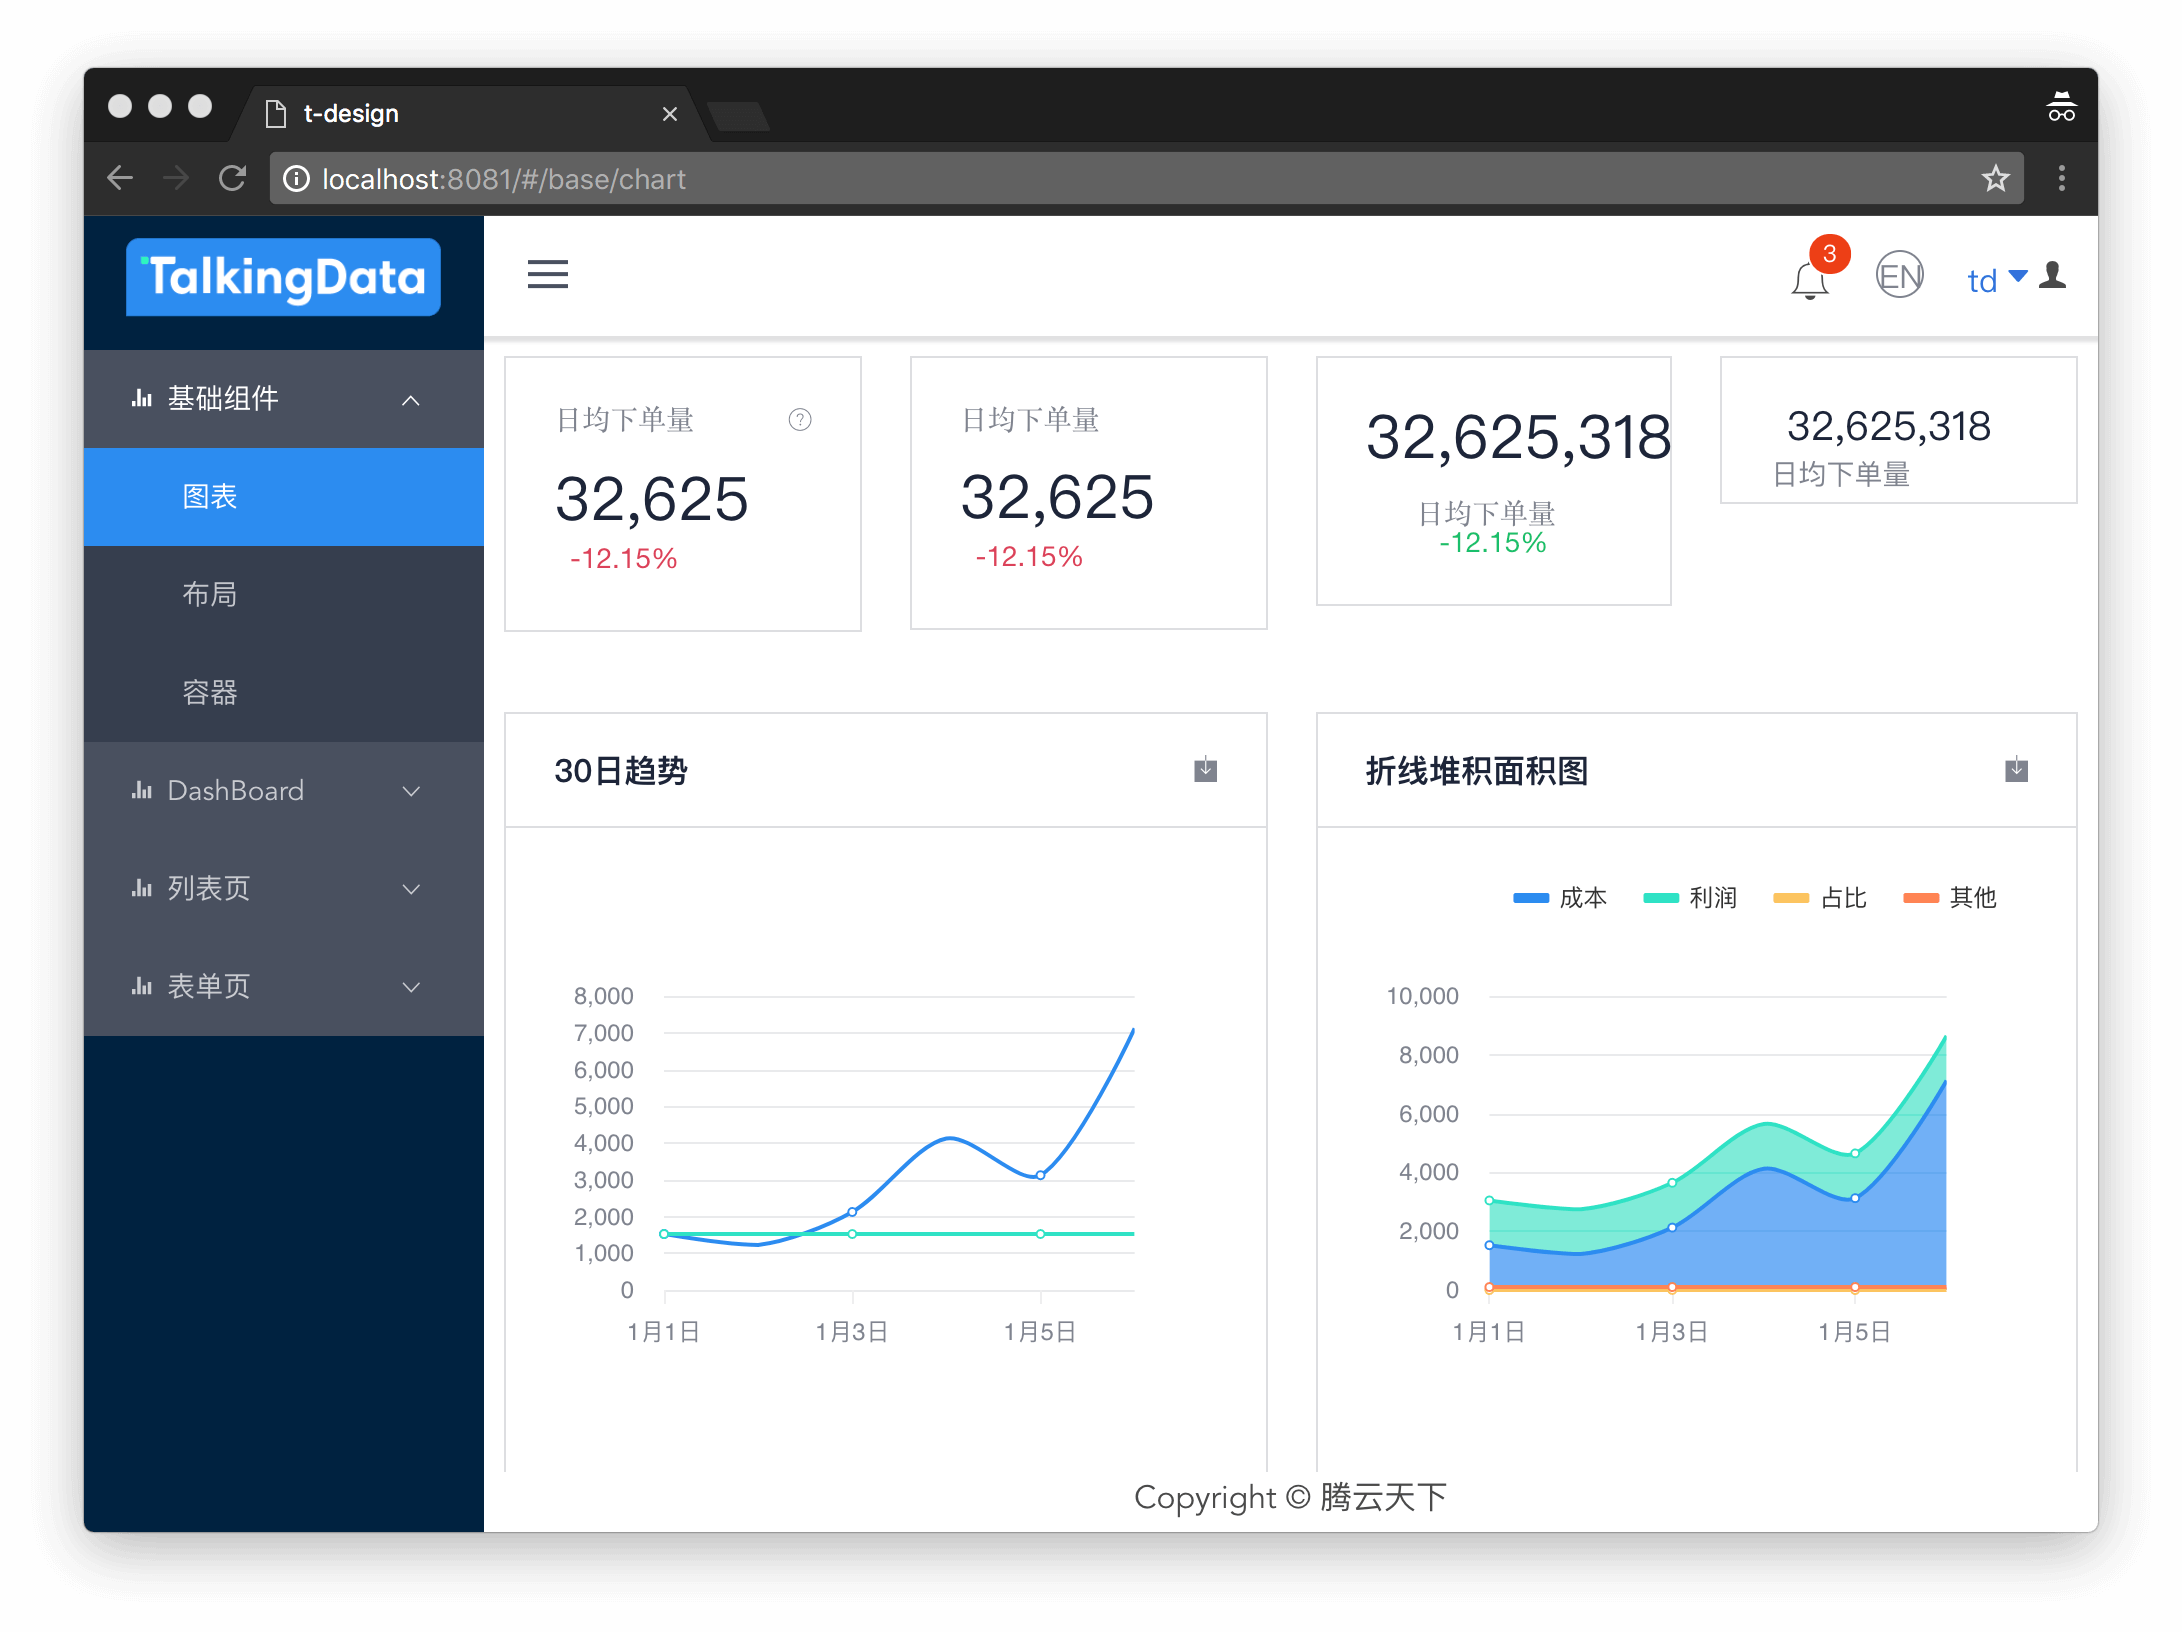 t-design
localhost:8081/#/base/chart
TalkingData
3
EN
td
基础组件
图表
布局
容器
DashBoard
列表页
表单页
日均下单量
32,625
-12.15%
日均下单量
32,625
-12.15%
32,625,318
日均下单量
-12.15%
32,625,318
日均下单量
30日趋势
8,000
7,000
6,000
5,000
4,000
3,000
2,000
1,000
0
1月1日 1月3日 1月5日
折线堆积面积图
成本 利润 占比 其他
10,000
8,000
6,000
4,000
2,000
0
1月1日 1月3日 1月5日
Copyright © 腾云天下